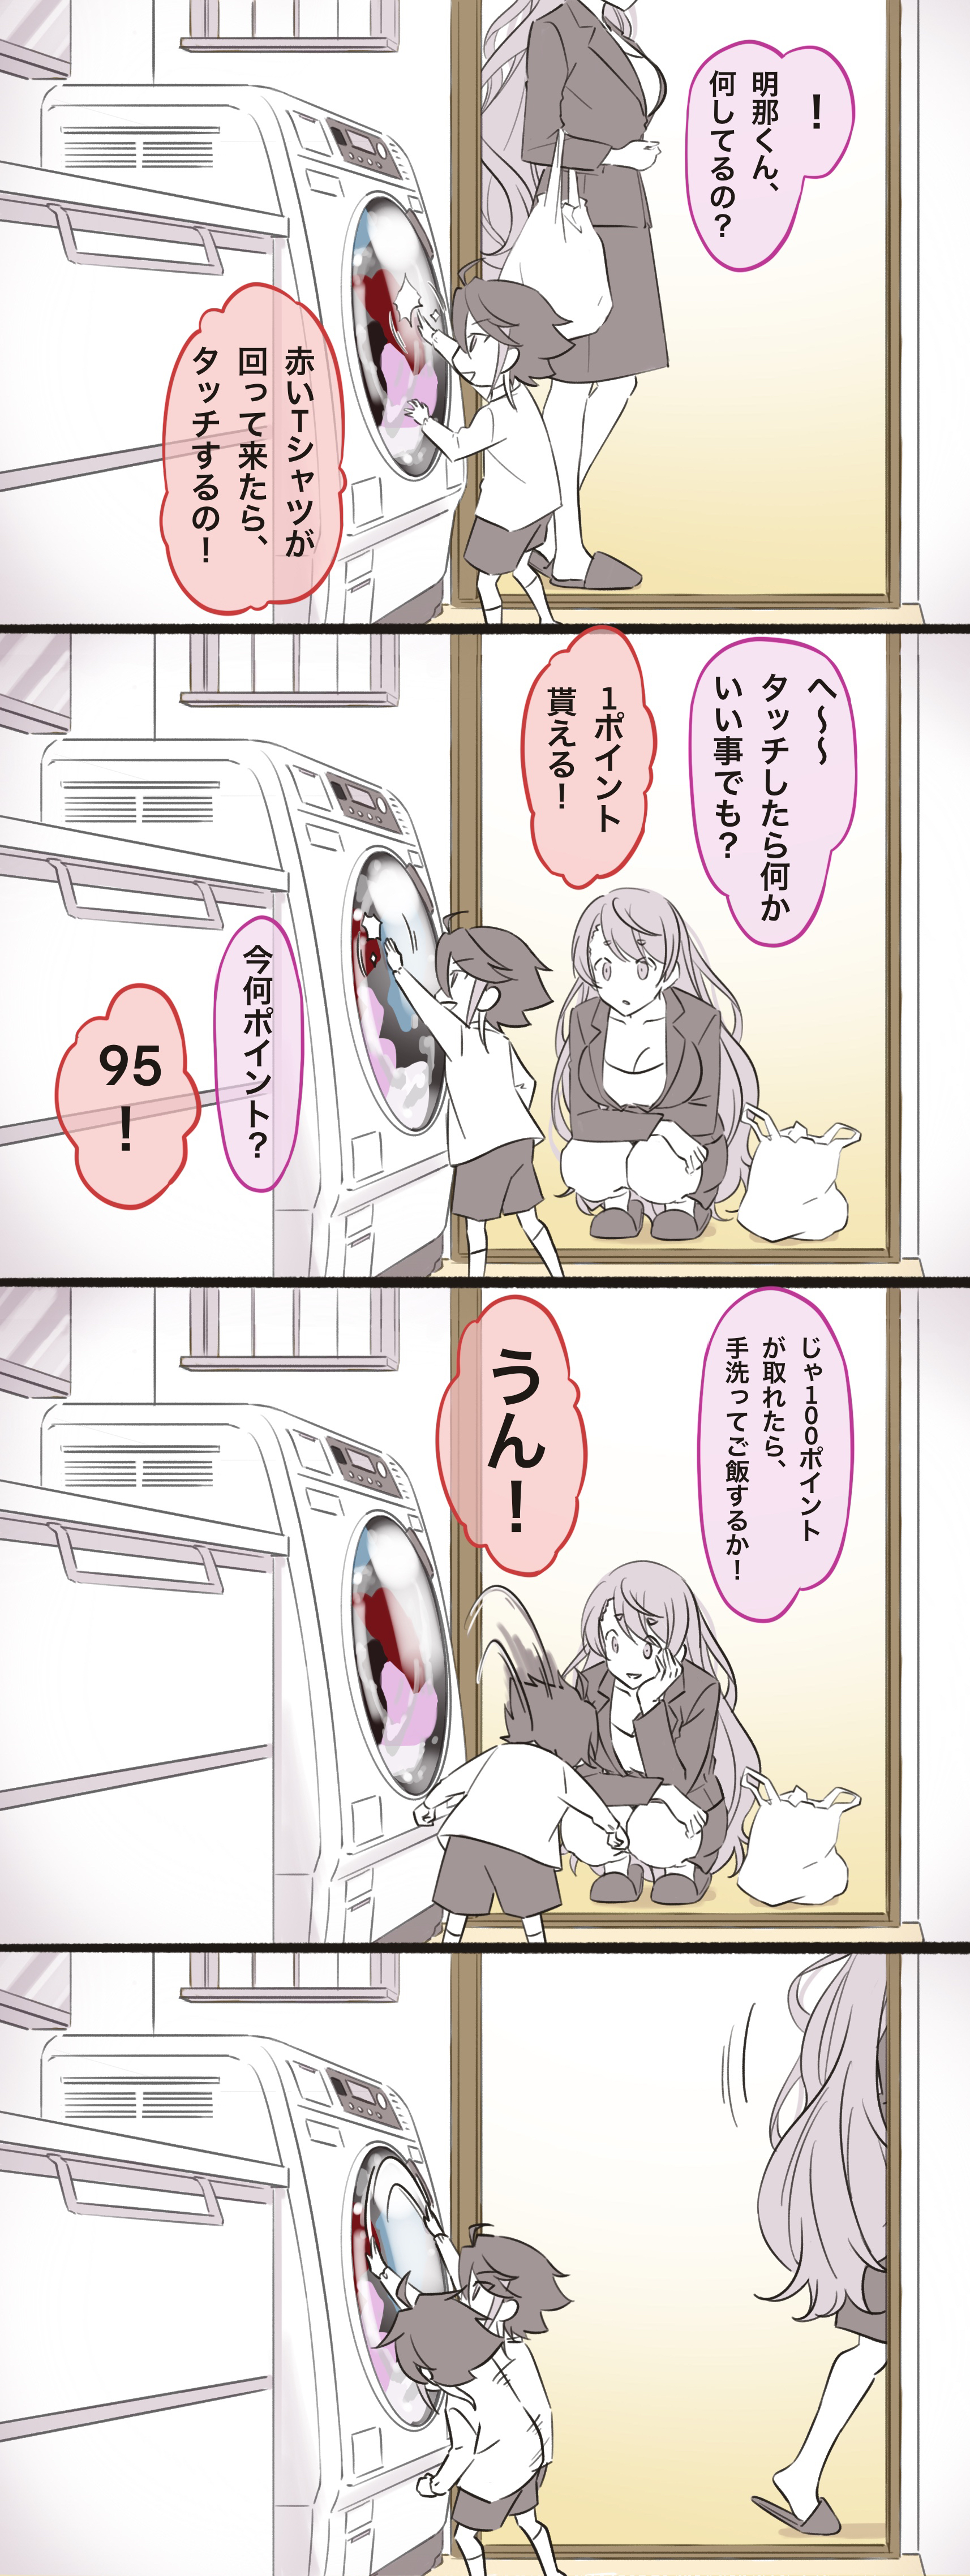 ！
明那くん、
何してるの？
赤いTシャツが
回って来たら、
タッチするの！
へ〜〜
タッチしたら何か
いい事でも？
1ポイント
貰える！
今何ポイント？
95
！
じゃ100ポイント
が取れたら、
手洗ってご飯するか！
うん！